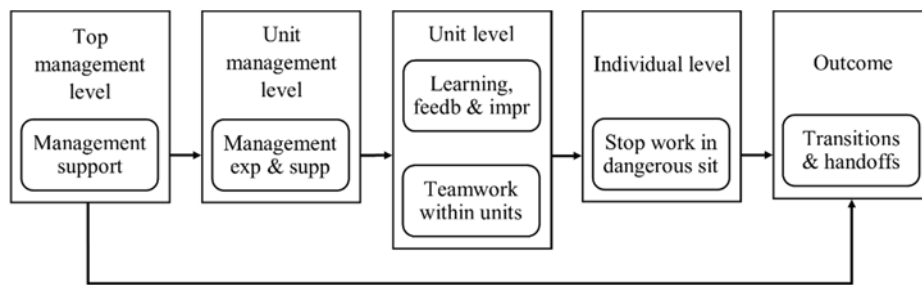 Top
management
level
Management
support
Unit
management
level
Management
exp & supp
Unit level
Learning,
feedb & impr
Teamwork
within units
Individual level
Stop work in
dangerous sit
Outcome
Transitions
& handoffs